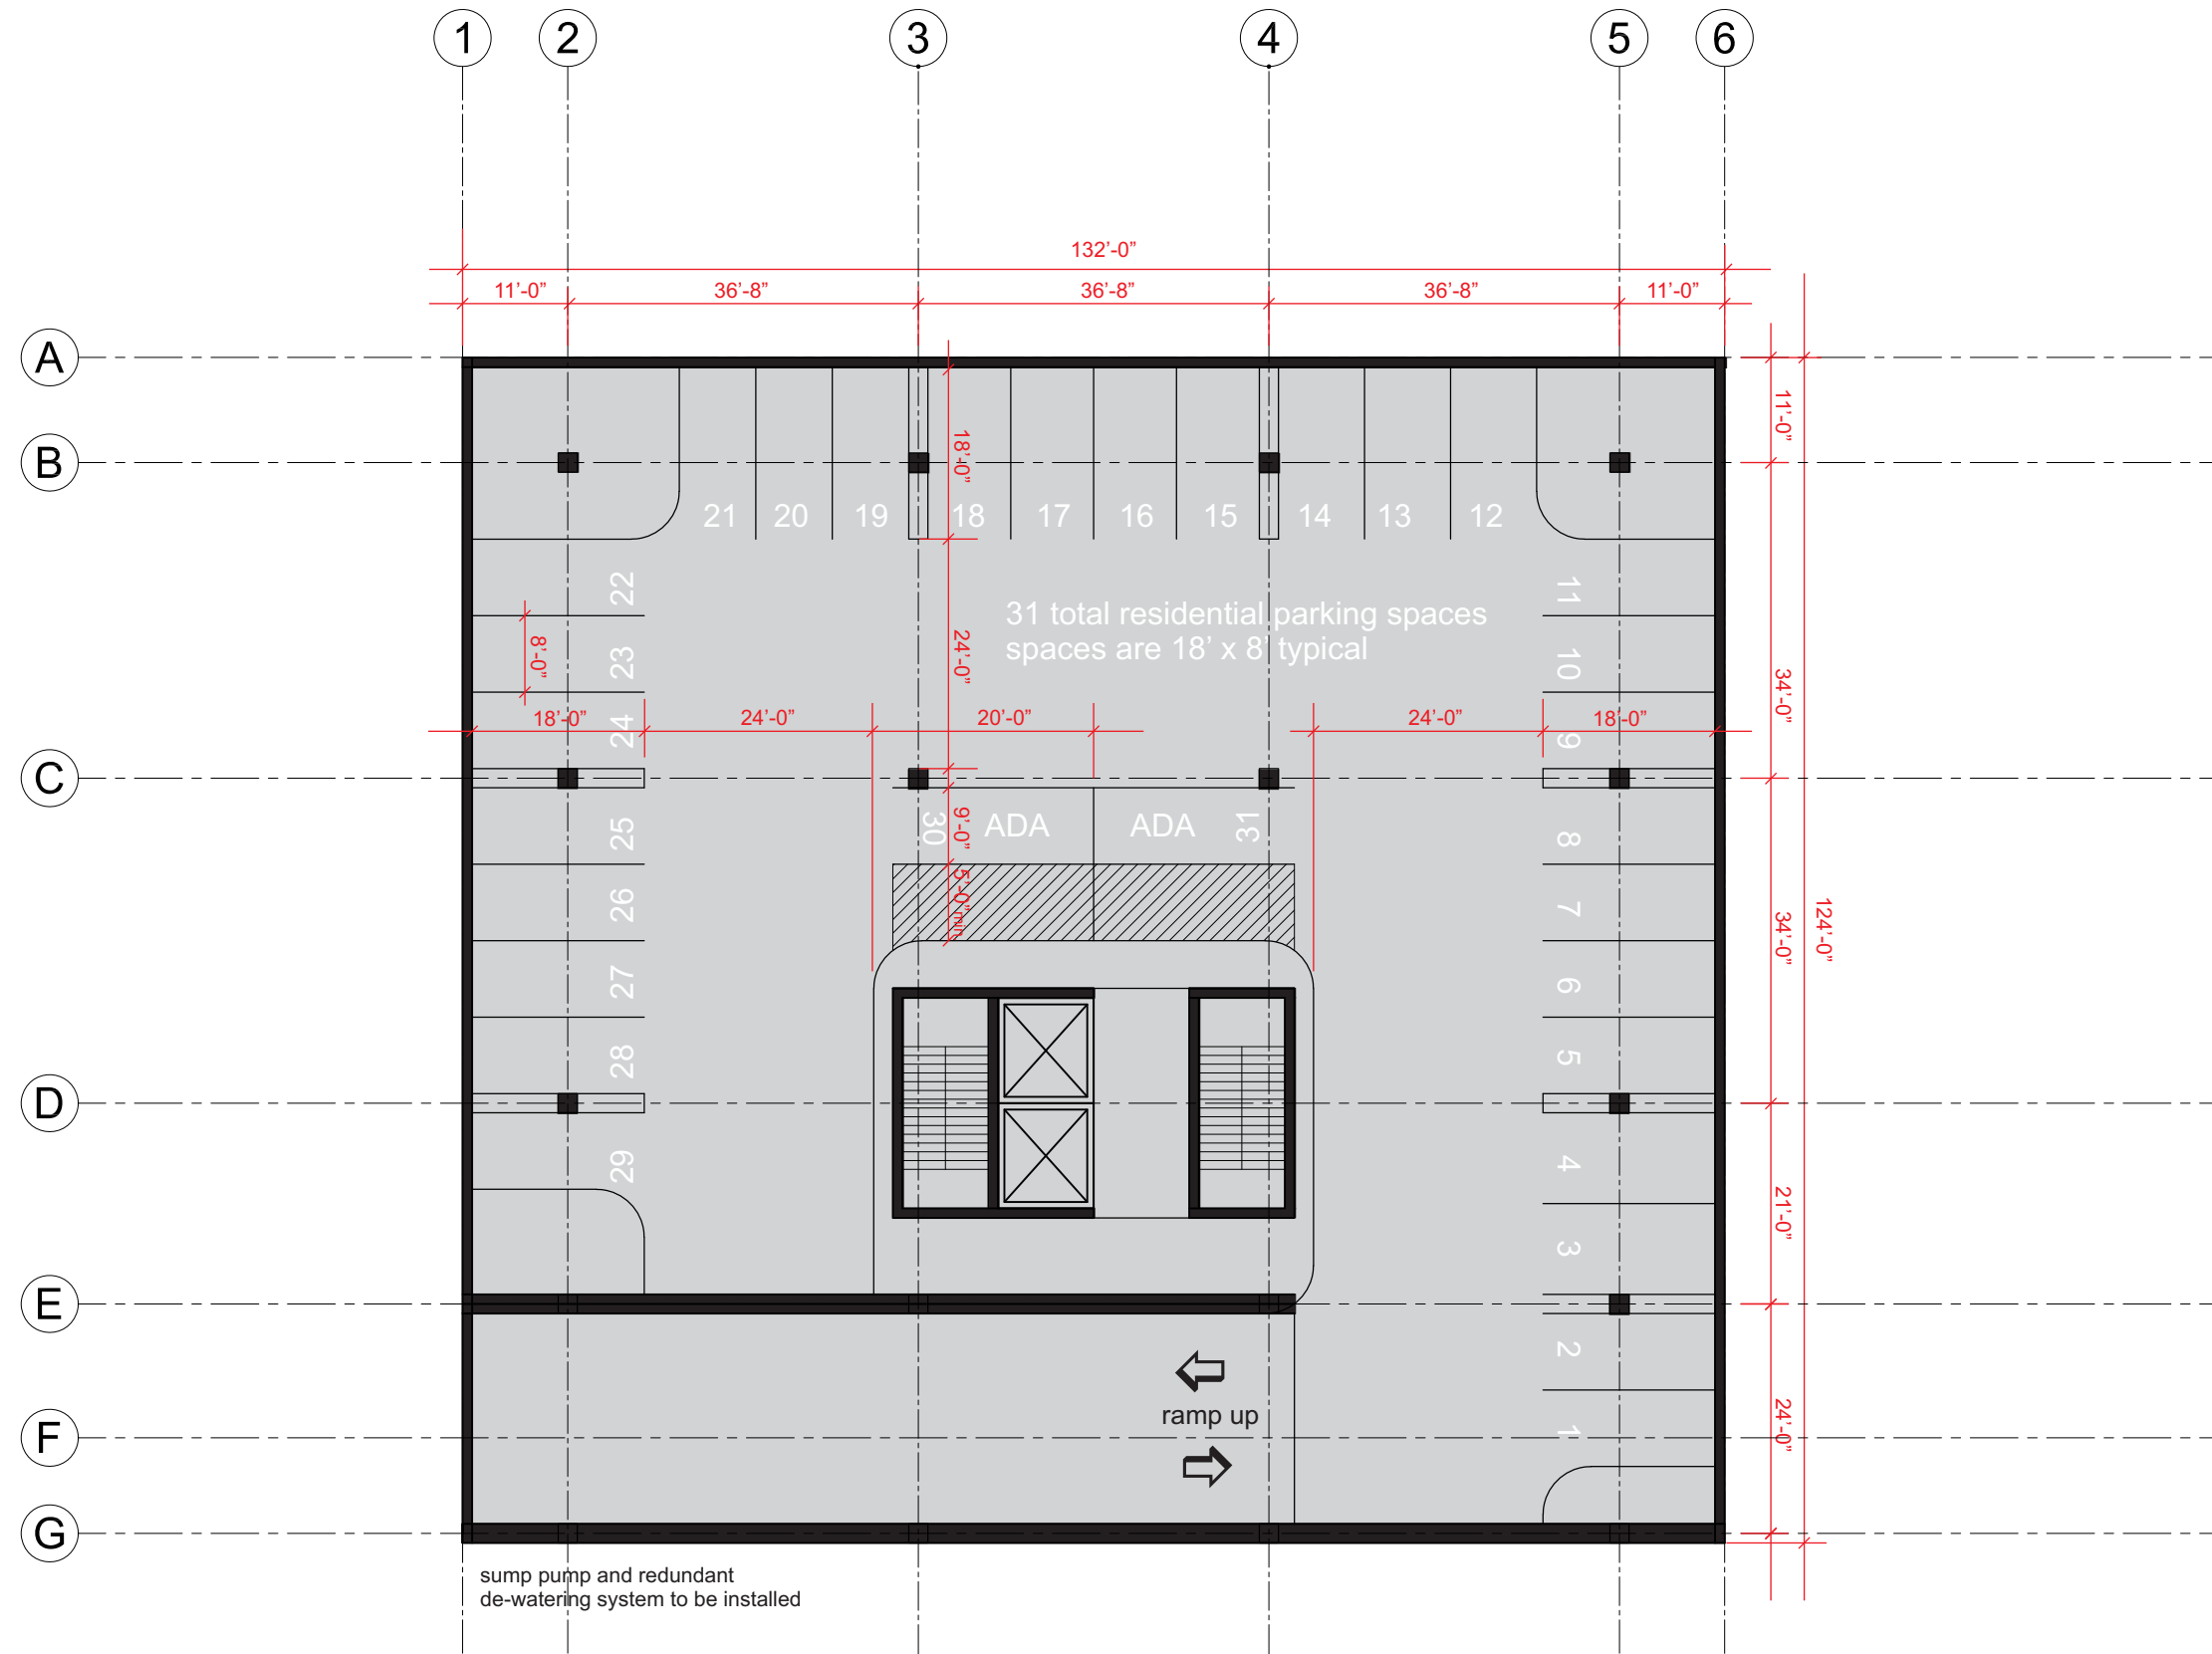 1 2 3 4 5 6
132’-0”
11’-0” 36’-8” 36’-8” 36’-8” 11’-0”
A
11’-0”
B
18’-0”
21 20 19 18 17 16 15 14 13 12
22
11
31 total residential parking spaces
spaces are 18’ x 8’ typical
8’-0”
23
24’-0”
10
34’-0”
18’-0” 24’-0” 20’-0” 24’-0” 18’-0”
24
9
C
25
30
9’-0”
ADA ADA
31
8
26
5’-0” min
7
34’-0”
124’-0”
27
6
28
5
D
29
4
21’-0”
3
E
2
ramp up
1
24’-0”
F
G
sump pump and redundant
de-watering system to be installed